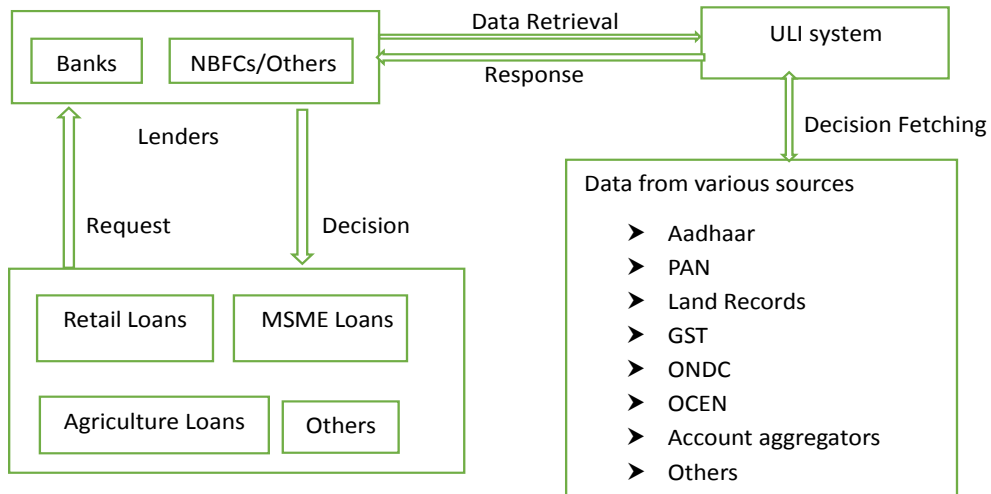 Data Retrieval
ULI system
Banks
NBFCs/Others
Response
Lenders
Decision Fetching
Request
Decision
Data from various sources
Aadhaar
PAN
Land Records
GST
ONDC
OCEN
Account aggregators
Others
Retail Loans
MSME Loans
Agriculture Loans
Others